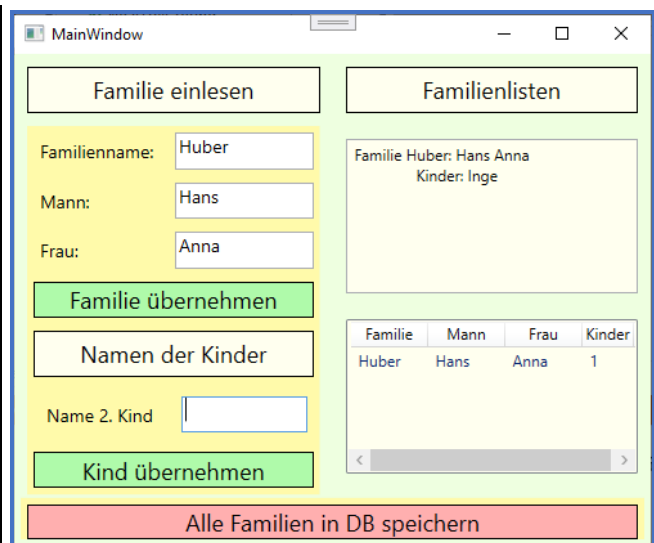 MainWindow
Familie einlesen
Familienname: Huber
Mann: Hans
Frau: Anna
Familie übernehmen
Namen der Kinder
Name 2. Kind
Kind übernehmen
Familienlisten
Familie Huber: Hans Anna
Kinder: Inge
Familie Mann Frau Kinder
Huber Hans Anna 1
Alle Familien in DB speichern